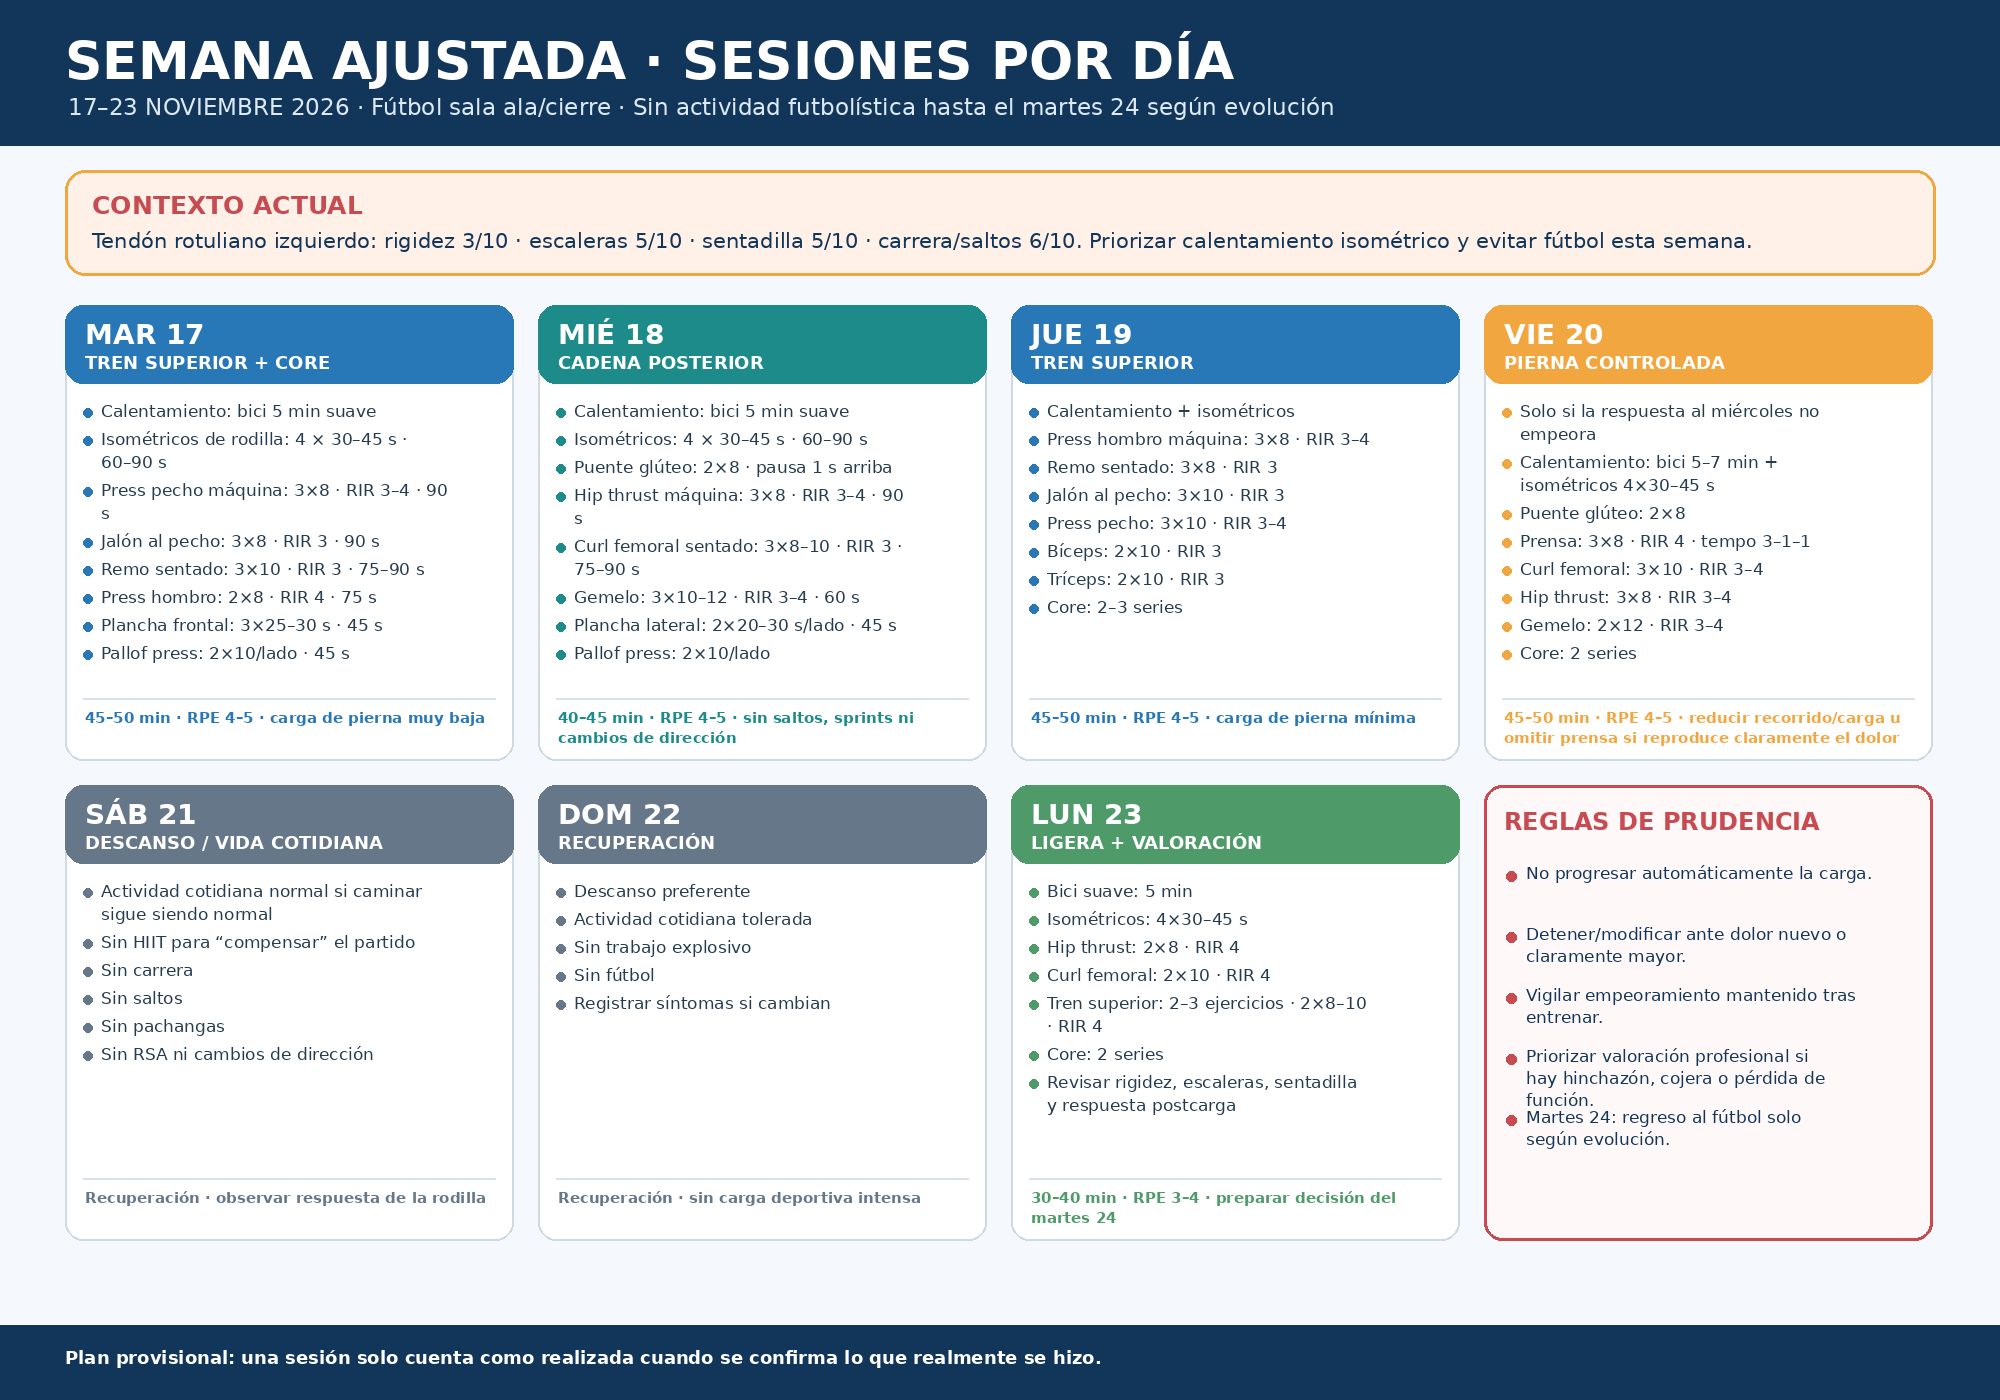 SEMANA AJUSTADA · SESIONES POR DÍA
17–23 NOVIEMBRE 2026 · Fútbol sala ala/cierre · Sin actividad futbolística hasta el martes 24 según evolución
CONTEXTO ACTUAL
Tendón rotuliano izquierdo: rigidez 3/10 · escaleras 5/10 · sentadilla 5/10 · carrera/saltos 6/10. Priorizar calentamiento isométrico y evitar fútbol esta semana.
MAR 17
TREN SUPERIOR + CORE
Calentamiento: bici 5 min suave
Isométricos de rodilla: 4 × 30–45 s ·
60–90 s
Press pecho máquina: 3×8 · RIR 3–4 · 90
s
Jalón al pecho: 3×8 · RIR 3 · 90 s
Remo sentado: 3×10 · RIR 3 · 75–90 s
Press hombro: 2×8 · RIR 4 · 75 s
Plancha frontal: 3×25–30 s · 45 s
Pallof press: 2×10/lado · 45 s
45–50 min · RPE 4–5 · carga de pierna muy baja
MIÉ 18
CADENA POSTERIOR
Calentamiento: bici 5 min suave
Isométricos: 4 × 30–45 s · 60–90 s
Puente glúteo: 2×8 · pausa 1 s arriba
Hip thrust máquina: 3×8 · RIR 3–4 · 90
s
Curl femoral sentado: 3×8–10 · RIR 3 ·
75–90 s
Gemelo: 3×10–12 · RIR 3–4 · 60 s
Plancha lateral: 2×20–30 s/lado · 45 s
Pallof press: 2×10/lado
40–45 min · RPE 4–5 · sin saltos, sprints ni
cambios de dirección
JUE 19
TREN SUPERIOR
Calentamiento + isométricos
Press hombro máquina: 3×8 · RIR 3–4
Remo sentado: 3×8 · RIR 3
Jalón al pecho: 3×10 · RIR 3
Press pecho: 3×10 · RIR 3–4
Bíceps: 2×10 · RIR 3
Tríceps: 2×10 · RIR 3
Core: 2–3 series
45–50 min · RPE 4–5 · carga de pierna mínima
VIE 20
PIERNA CONTROLADA
Solo si la respuesta al miércoles no
empeora
Calentamiento: bici 5–7 min +
isométricos 4×30–45 s
Puente glúteo: 2×8
Prensa: 3×8 · RIR 4 · tempo 3–1–1
Curl femoral: 3×10 · RIR 3–4
Hip thrust: 3×8 · RIR 3–4
Gemelo: 2×12 · RIR 3–4
Core: 2 series
45–50 min · RPE 4–5 · reducir recorrido/carga u
omitir prensa si reproduce claramente el dolor
SÁB 21
DESCANSO / VIDA COTIDIANA
Actividad cotidiana normal si caminar
sigue siendo normal
Sin HIIT para “compensar” el partido
Sin carrera
Sin saltos
Sin pachangas
Sin RSA ni cambios de dirección
Recuperación · observar respuesta de la rodilla
DOM 22
RECUPERACIÓN
Descanso preferente
Actividad cotidiana tolerada
Sin trabajo explosivo
Sin fútbol
Registrar síntomas si cambian
Recuperación · sin carga deportiva intensa
LUN 23
LIGERA + VALORACIÓN
Bici suave: 5 min
Isométricos: 4×30–45 s
Hip thrust: 2×8 · RIR 4
Curl femoral: 2×10 · RIR 4
Tren superior: 2–3 ejercicios · 2×8–10
· RIR 4
Core: 2 series
Revisar rigidez, escaleras, sentadilla
y respuesta postcarga
30–40 min · RPE 3–4 · preparar decisión del
martes 24
REGLAS DE PRUDENCIA
No progresar automáticamente la carga.
Detener/modificar ante dolor nuevo o
claramente mayor.
Vigilar empeoramiento mantenido tras
entrenar.
Priorizar valoración profesional si
hay hinchazón, cojera o pérdida de
función.
Martes 24: regreso al fútbol solo
según evolución.
Plan provisional: una sesión solo cuenta como realizada cuando se confirma lo que realmente se hizo.